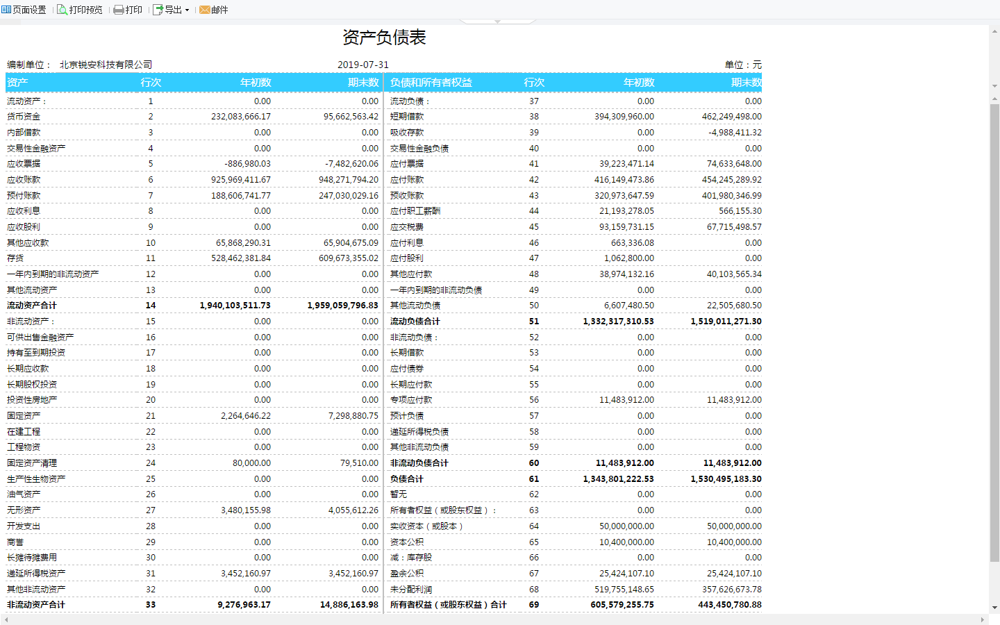 页面设置 打印预览 打印 导出 邮件
资产负债表
编制单位： 北京锐安科技有限公司 2019-07-31 单位：元
资产 行次 年初数 期末数 负债和所有者权益 行次 年初数 期末数
流动资产： 1 0.00 0.00 流动负债： 37 0.00 0.00
货币资金 2 232,083,666.17 95,662,563.42 短期借款 38 394,309,960.00 462,249,498.00
内部借款 3 0.00 0.00 吸收存款 39 0.00 -4,988,411.32
交易性金融资产 4 0.00 0.00 交易性金融负债 40 0.00 0.00
应收票据 5 -886,980.03 -7,482,620.06 应付票据 41 39,223,471.14 74,633,648.00
应收账款 6 925,969,411.67 948,271,794.20 应付账款 42 416,149,473.86 454,245,289.92
预付账款 7 188,606,741.77 247,030,029.16 预收账款 43 320,973,647.59 401,980,346.99
应收利息 8 0.00 0.00 应付职工薪酬 44 21,193,278.05 566,155.30
应收股利 9 0.00 0.00 应交税费 45 93,159,731.15 67,715,498.57
其他应收款 10 65,868,290.31 65,904,675.09 应付利息 46 663,336.08 0.00
存货 11 528,462,381.84 609,673,355.02 应付股利 47 1,062,800.00 0.00
一年内到期的非流动资产 12 0.00 0.00 其他应付款 48 38,974,132.16 40,103,565.34
其他流动资产 13 0.00 0.00 一年内到期的非流动负债 49 0.00 0.00
流动资产合计 14 1,940,103,511.73 1,959,059,796.83 其他流动负债 50 6,607,480.50 22,505,680.50
非流动资产： 15 0.00 0.00 流动负债合计 51 1,332,317,310.53 1,519,011,271.30
可供出售金融资产 16 0.00 0.00 非流动负债： 52 0.00 0.00
持有至到期投资 17 0.00 0.00 长期借款 53 0.00 0.00
长期应收款 18 0.00 0.00 应付债券 54 0.00 0.00
长期股权投资 19 0.00 0.00 长期应付款 55 0.00 0.00
投资性房地产 20 0.00 0.00 专项应付款 56 11,483,912.00 11,483,912.00
固定资产 21 2,264,646.22 7,298,880.75 预计负债 57 0.00 0.00
在建工程 22 0.00 0.00 递延所得税负债 58 0.00 0.00
工程物资 23 0.00 0.00 其他非流动负债 59 0.00 0.00
固定资产清理 24 80,000.00 79,510.00 非流动负债合计 60 11,483,912.00 11,483,912.00
生产性生物资产 25 0.00 0.00 负债合计 61 1,343,801,222.53 1,530,495,183.30
油气资产 26 0.00 0.00 暂无 62 0.00 0.00
无形资产 27 3,480,155.98 4,055,612.26 所有者权益（或股东权益）： 63 0.00 0.00
开发支出 28 0.00 0.00 实收资本（或股本） 64 50,000,000.00 50,000,000.00
商誉 29 0.00 0.00 资本公积 65 10,400,000.00 10,400,000.00
长摊待摊费用 30 0.00 0.00 减：库存股 66 0.00 0.00
递延所得税资产 31 3,452,160.97 3,452,160.97 盈余公积 67 25,424,107.10 25,424,107.10
其他非流动资产 32 0.00 0.00 未分配利润 68 519,755,148.65 357,626,673.78
非流动资产合计 33 9,276,963.17 14,886,163.98 所有者权益（或股东权益）合计 69 605,579,255.75 443,450,780.88